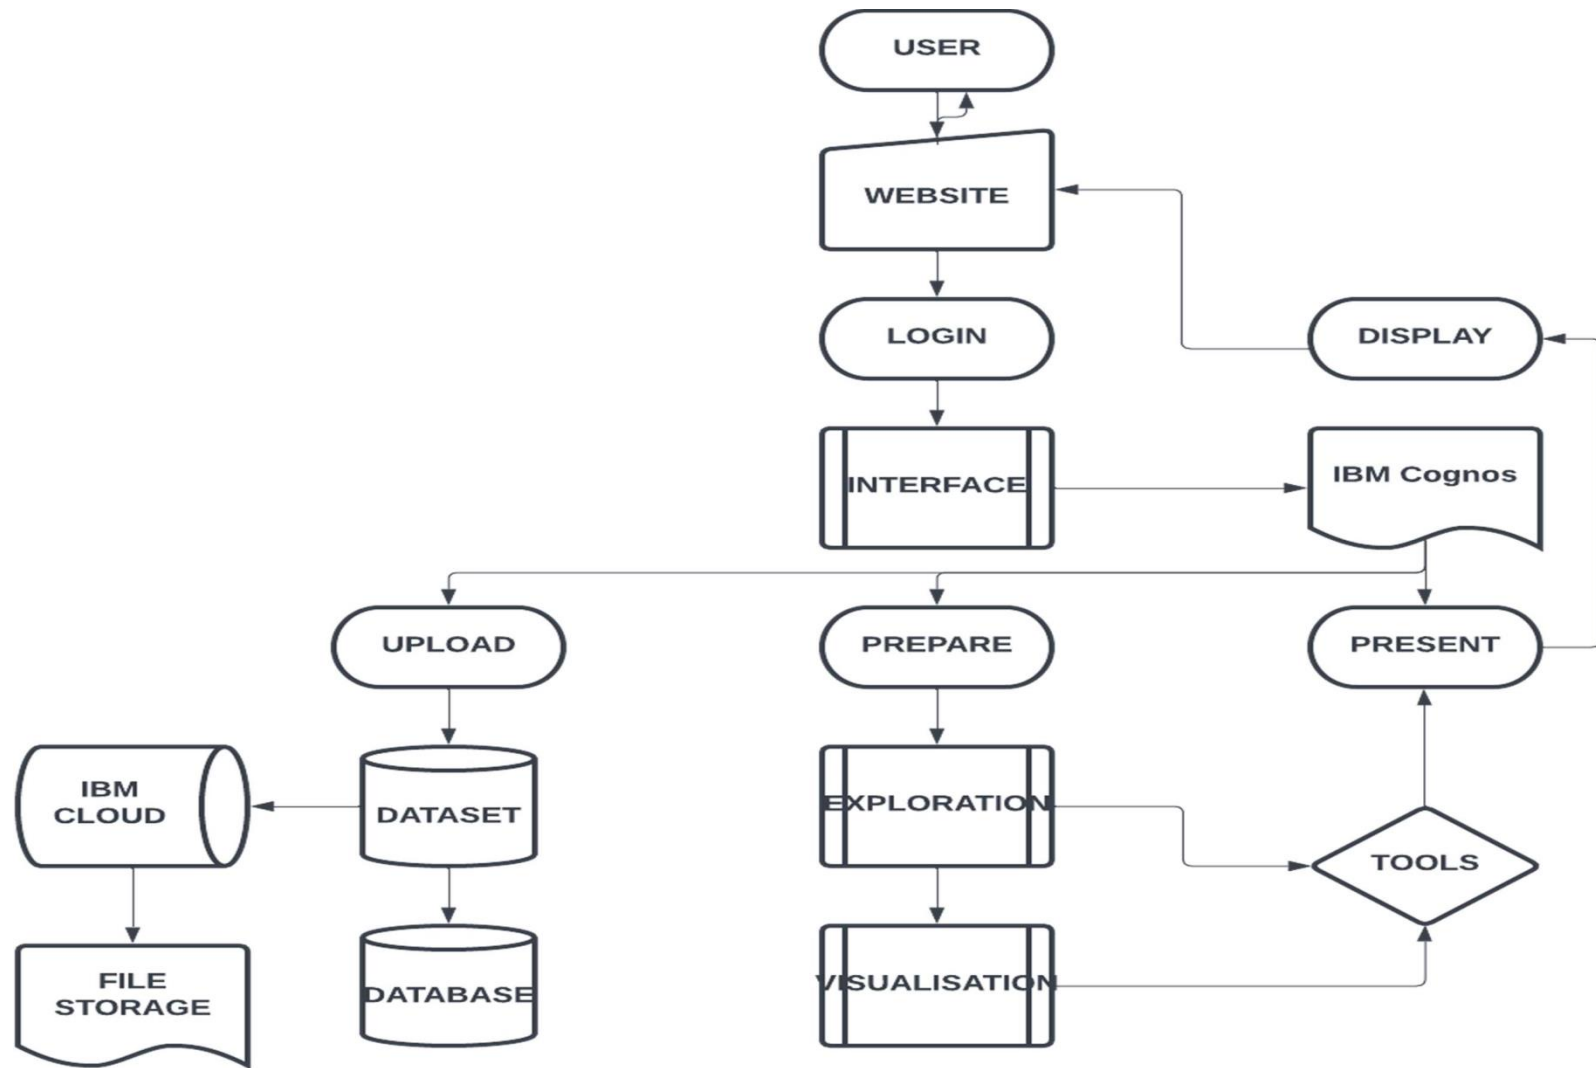 USER
WEBSITE
LOGIN
DISPLAY
INTERFACE
IBM Cognos
UPLOAD
PREPARE
PRESENT
IBM
CLOUD
DATASET
EXPLORATION
TOOLS
FILE
STORAGE
DATABASE
VISUALISATION